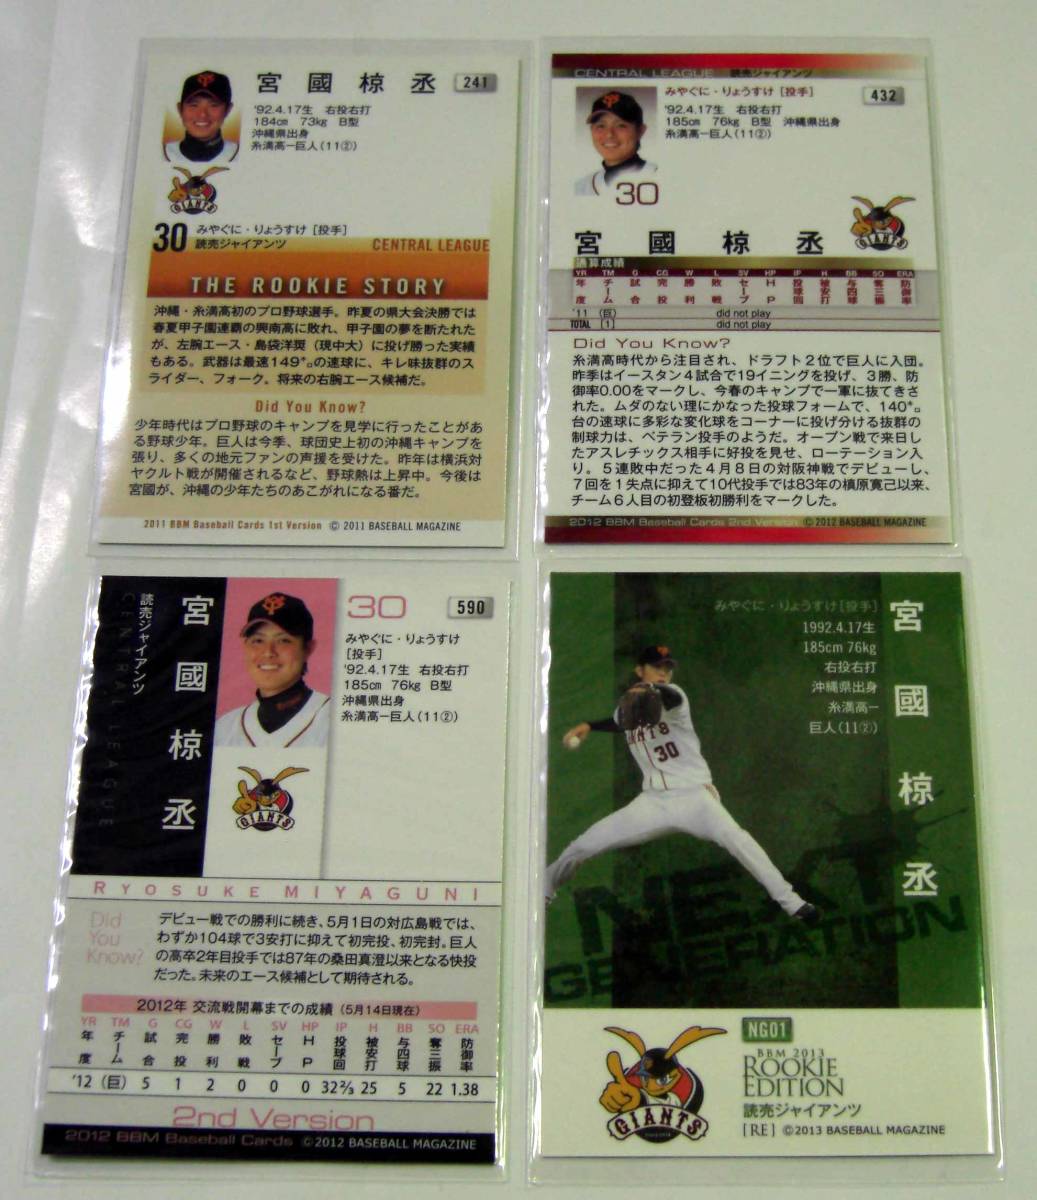 宮國椋丞 241
'92.4.17生 右投右打
184cm 73kg B型
沖縄県出身
糸満高ー巨人(11②)
GIANTS
30 みやぐに・りょうすけ[投手]
読売ジャイアンツ CENTRAL LEAGUE
THE ROOKIE STORY
沖縄・糸満高初のプロ野球選手。昨夏の県大会決勝では
春夏甲子園連覇の興南高に敗れ、甲子園の夢を断たれた
が、左腕エース・島袋洋奨(現中大)に投げ勝った実績
もある。武器は最速149㌔の速球に、キレ味抜群のス
ライダー、フォーク。将来の右腕エース候補だ。
Did You Know?
少年時代はプロ野球のキャンプを見学に行ったことがあ
る野球少年。巨人は今季、球団史上初の沖縄キャンプを
張り、多くの地元ファンの声援を受けた。昨年は横浜対
ヤクルト戦が開催されるなど、野球熱は上昇中。今後は
宮國が、沖縄の少年たちのあこがれになる番だ。
2011 BBM Baseball Cards 1st Version © 2011 BASEBALL MAGAZINE
CENTRAL LEAGUE 読売ジャイアンツ
みやぐに・りょうすけ[投手] 432
'92.4.17生 右投右打
185cm 76kg B型 沖縄県出身
糸満高ー巨人(11②)
30
GIANTS
宮國椋丞
通算成績
YR TM G CG W L SV HP IP H BB SO ERA
年度 チーム 試合 完投 勝利 敗戦 セーブ HP 投球回 被安打 与四球 奪三振 防御率
'11 (巨) did not play
TOTAL [1] did not play
Did You Know?
糸満高時代から注目され、ドラフト2位で巨人に入団。
昨季はイースタン4試合で19イニングを投げ、3勝、防
御率0.00をマークし、今春のキャンプで一軍に抜てきさ
れた。ムダのない理にかなった投球フォームで、140㌔
台の速球に多彩な変化球をコーナーに投げ分ける抜群の
制球力は、ベテラン投手のようだ。オープン戦で来日し
たアスレチックス相手に好投を見せ、ローテーション入
り。5連敗中だった4月8日の対阪神戦でデビューし、
7回を1失点に抑えて10代投手では83年の槙原寛己以来、
チーム6人目の初登板初勝利をマークした。
2012 BBM Baseball Cards 2nd Version © 2012 BASEBALL MAGAZINE
CENTRAL LEAGUE
読売ジャイアンツ
宮國椋丞
30 590
みやぐに・りょうすけ
[投手]
'92.4.17生 右投右打
185cm 76kg B型
沖縄県出身
糸満高ー巨人(11②)
GIANTS
RYOSUKE MIYAGUNI
Did You Know?
デビュー戦での勝利に続き、5月1日の対広島戦では、
わずか104球で3安打に抑えて初完投、初完封。巨人
の高卒2年目投手では87年の桑田真澄以来となる快投
だった。未来のエース候補として期待される。
2012年 交流戦開幕までの成績(5月14日現在)
YR TM G CG W L SV HP IP H BB SO ERA
年度 チーム 試合 完投 勝利 敗戦 セーブ HP 投球回 被安打 与四球 奪三振 防御率
'12 (巨) 5 1 2 0 0 0 32 2/3 25 5 22 1.38
2nd Version
2012 BBM Baseball Cards © 2012 BASEBALL MAGAZINE
みやぐに・りょうすけ[投手]
1992.4.17生
185cm 76kg
右投右打
沖縄県出身
糸満高ー
巨人(11②)
宮國椋丞
GIANTS
30
NEXT
GENERATION
NG01
BBM 2013
ROOKIE
EDITION
GIANTS
読売ジャイアンツ
[RE] ©2013 BASEBALL MAGAZINE